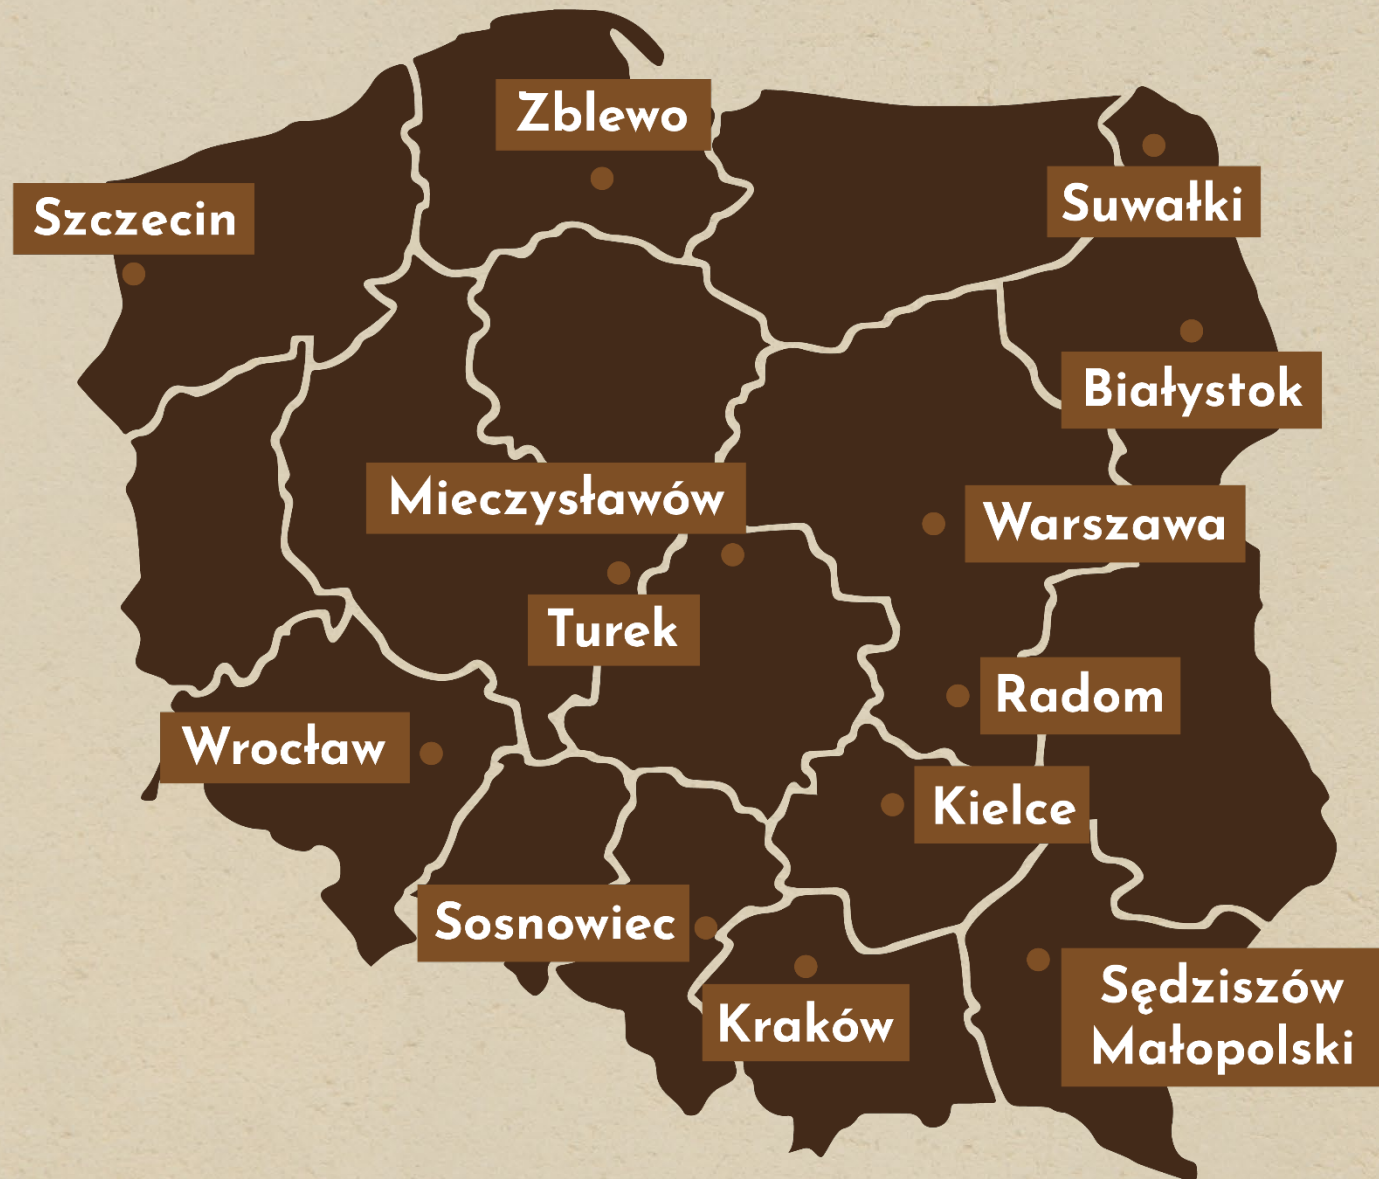 Zblewo
Szczecin
Suwałki
Białystok
Mieczysławów
Warszawa
Turek
Radom
Wrocław
Kielce
Sosnowiec
Sędziszów
Małopolski
Kraków